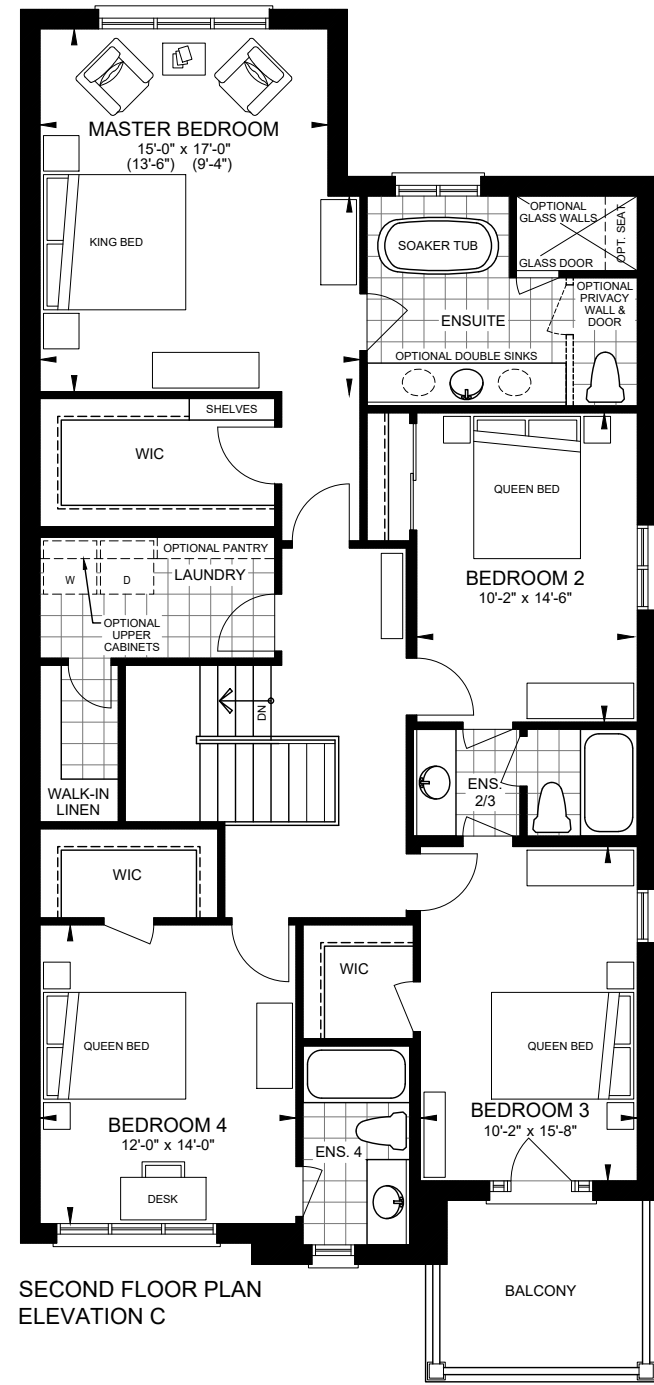 MASTER BEDROOM
15'-0" x 17'-0"
(13'-6") (9'-4")
KING BED
SOAKER TUB
OPTIONAL
GLASS WALLS
OPT. SEAT
GLASS DOOR
OPTIONAL
PRIVACY
WALL &
DOOR
ENSUITE
OPTIONAL DOUBLE SINKS
SHELVES
WIC
QUEEN BED
BEDROOM 2
10'-2" x 14'-6"
OPTIONAL PANTRY
LAUNDRY
W
D
OPTIONAL
UPPER
CABINETS
DN
WALK-IN
LINEN
ENS.
2/3
WIC
WIC
QUEEN BED
BEDROOM 4
12'-0" x 14'-0"
DESK
ENS. 4
QUEEN BED
BEDROOM 3
10'-2" x 15'-8"
BALCONY
SECOND FLOOR PLAN
ELEVATION C